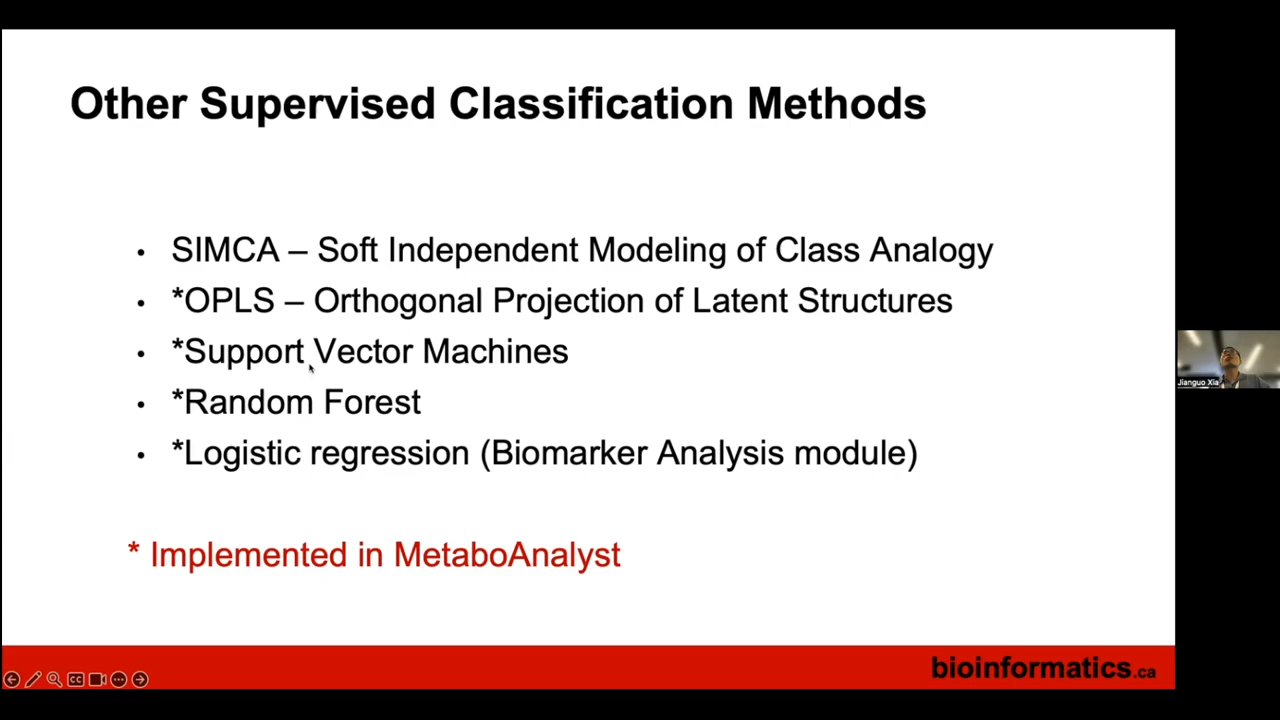 Other Supervised Classification Methods
• SIMCA – Soft Independent Modeling of Class Analogy
• *OPLS – Orthogonal Projection of Latent Structures
• *Support Vector Machines
• *Random Forest
• *Logistic regression (Biomarker Analysis module)
* Implemented in MetaboAnalyst
Jianguo Xia
bioinformatics.ca